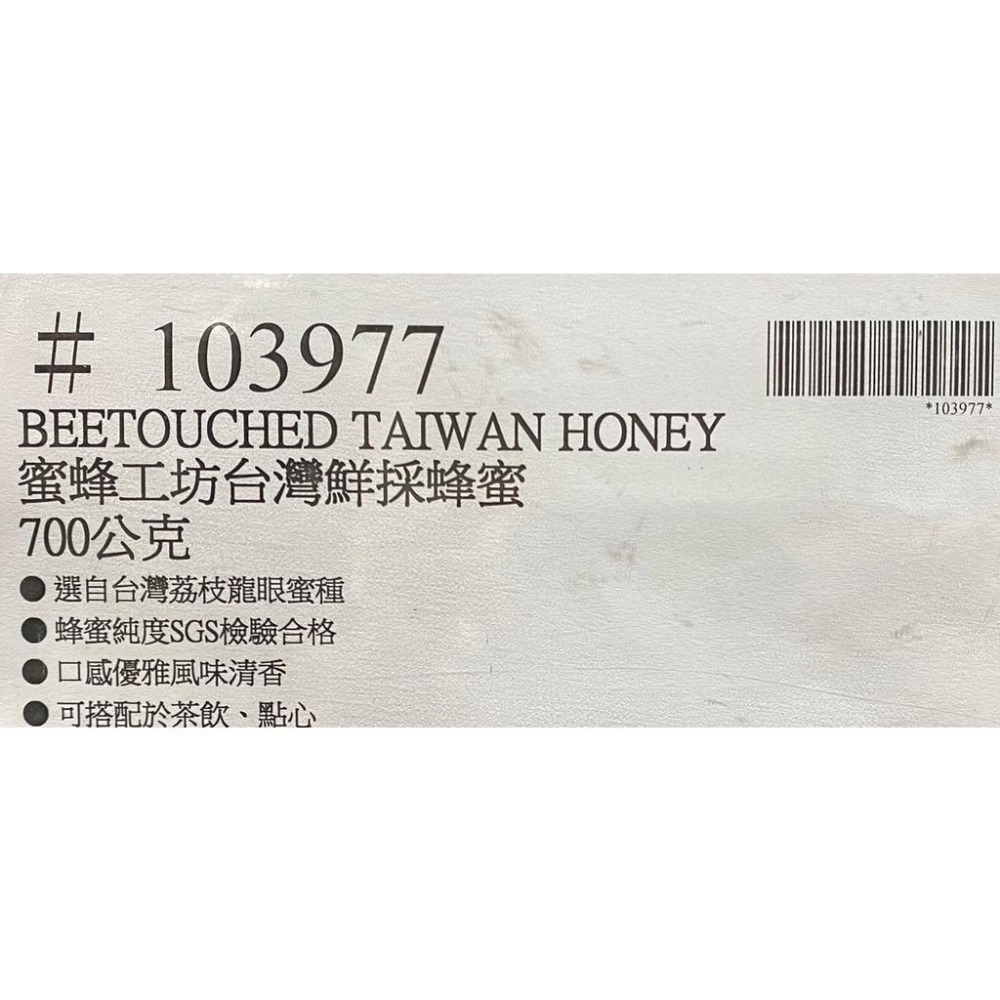 # 103977
*103977*
BEETOUCHED TAIWAN HONEY
蜜蜂工坊台灣鮮採蜂蜜
700公克
● 選自台灣荔枝龍眼蜜種
● 蜂蜜純度SGS檢驗合格
● 口感優雅風味清香
● 可搭配於茶飲、點心